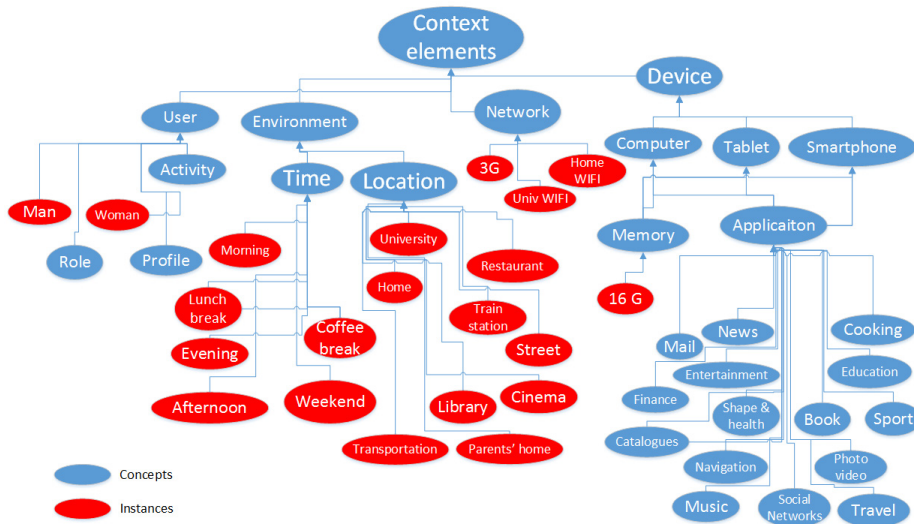 Context
elements
Device
User
Environment
Network
Computer
Tablet
Smartphone
Activity
Time
Location
3G
Home
WIFI
Univ WIFI
Man
Woman
Role
Profile
Morning
University
Restaurant
Memory
Applicaiton
Home
Lunch
break
Train
station
16 G
Evening
Coffee
break
Street
Mail
News
Cooking
Afternoon
Weekend
Library
Cinema
Finance
Entertainment
Education
Shape &
health
Book
Sport
Transportation
Parents' home
Catalogues
Navigation
Photo
video
Music
Social
Networks
Travel
Concepts
Instances